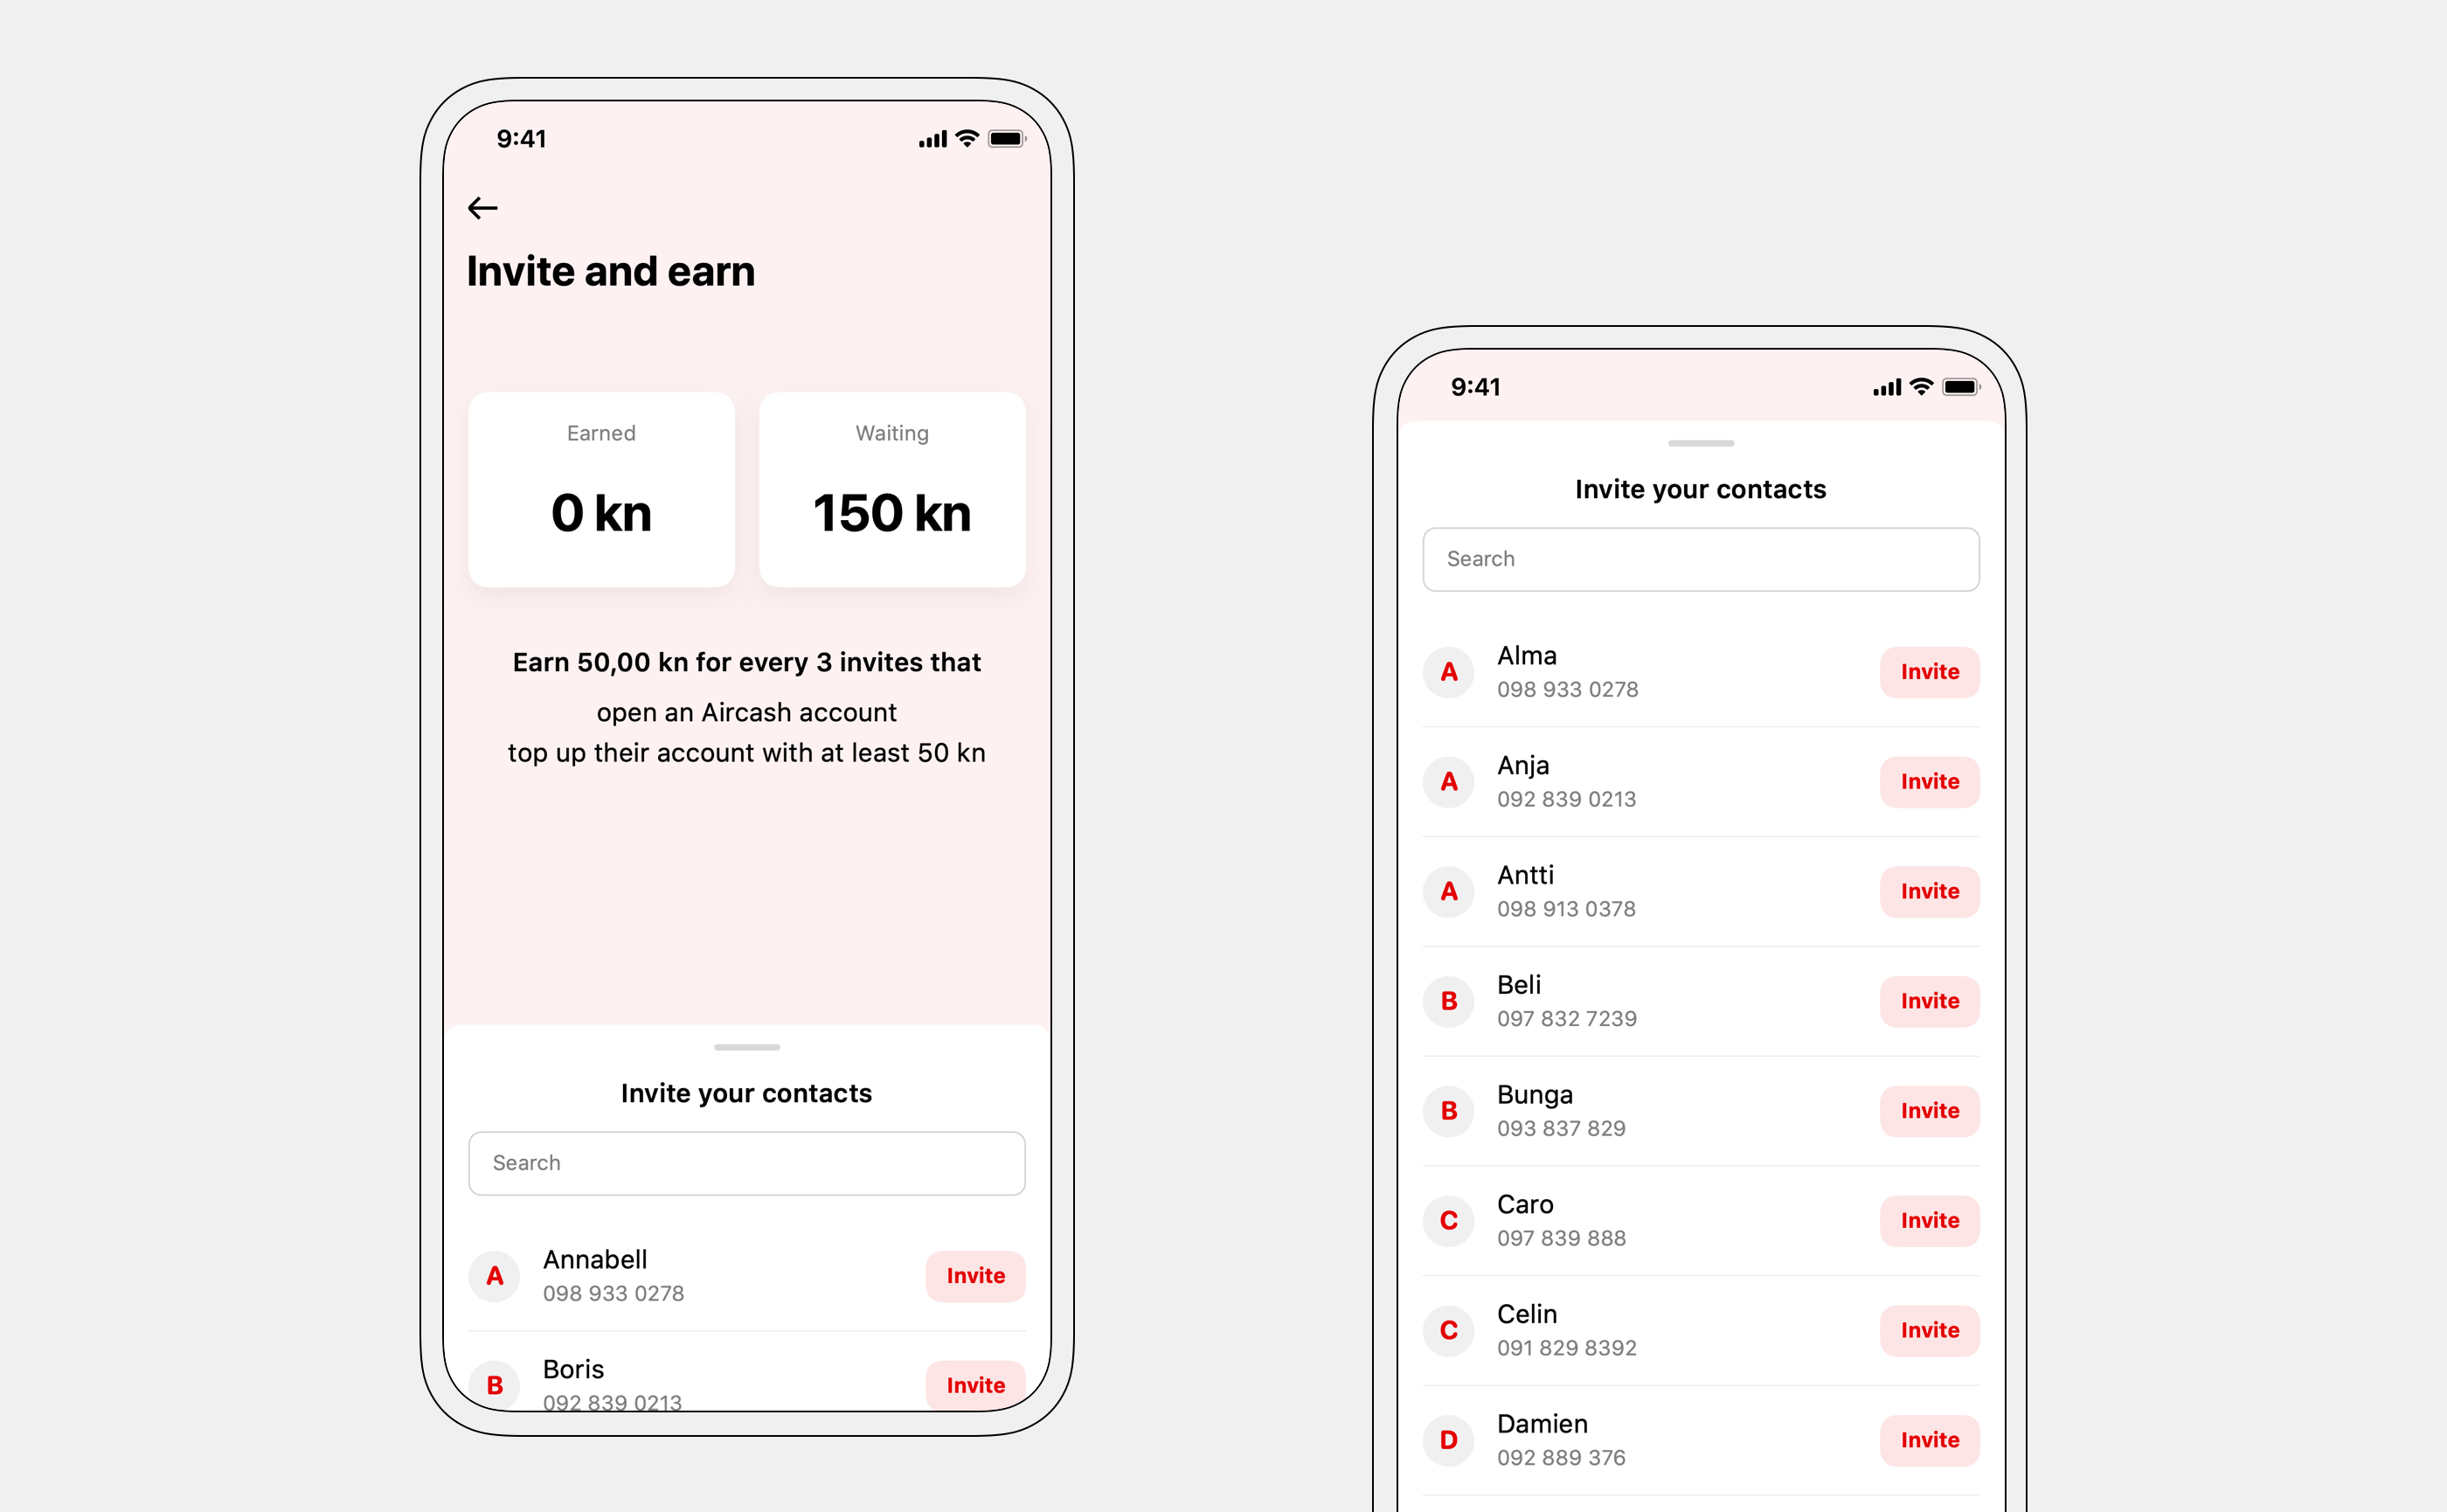 9:41
Invite and earn
Earned
Waiting
0 kn
150 kn
Earn 50,00 kn for every 3 invites that
open an Aircash account
top up their account with at least 50 kn
Invite your contacts
Search
A
Annabell
098 933 0278
Invite
B
Boris
092 839 0213
Invite
9:41
Invite your contacts
Search
A
Alma
098 933 0278
Invite
A
Anja
092 839 0213
Invite
A
Antti
098 913 0378
Invite
B
Beli
097 832 7239
Invite
B
Bunga
093 837 829
Invite
C
Caro
097 839 888
Invite
C
Celin
091 829 8392
Invite
D
Damien
092 889 376
Invite